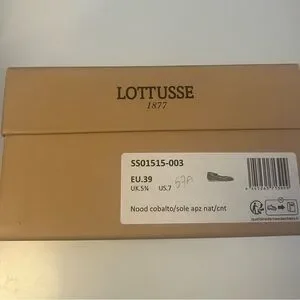 LOTTUSSE
1877
SS01515-003
EU.39
UK.5½ US.7
Nood cobalto/sole apz nat/cnt